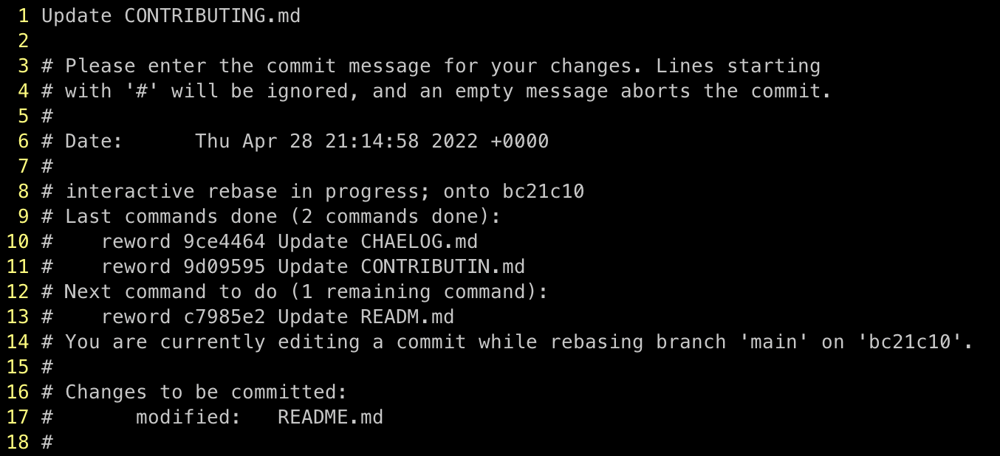 1 Update CONTRIBUTING.md
2
3 # Please enter the commit message for your changes. Lines starting
4 # with '#' will be ignored, and an empty message aborts the commit.
5 #
6 # Date:      Thu Apr 28 21:14:58 2022 +0000
7 #
8 # interactive rebase in progress; onto bc21c10
9 # Last commands done (2 commands done):
10 #    reword 9ce4464 Update CHAELOG.md
11 #    reword 9d09595 Update CONTRIBUTIN.md
12 # Next command to do (1 remaining command):
13 #    reword c7985e2 Update READM.md
14 # You are currently editing a commit while rebasing branch 'main' on 'bc21c10'.
15 #
16 # Changes to be committed:
17 #       modified:   README.md
18 #